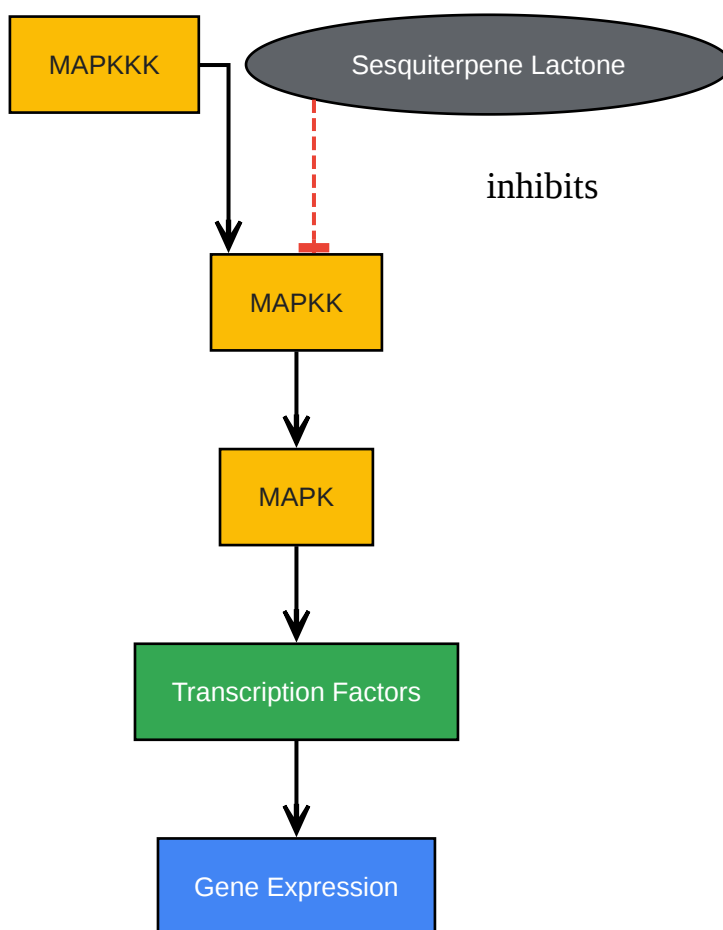 MAPKKK
Sesquiterpene Lactone
inhibits
MAPKK
MAPK
Transcription Factors
Gene Expression